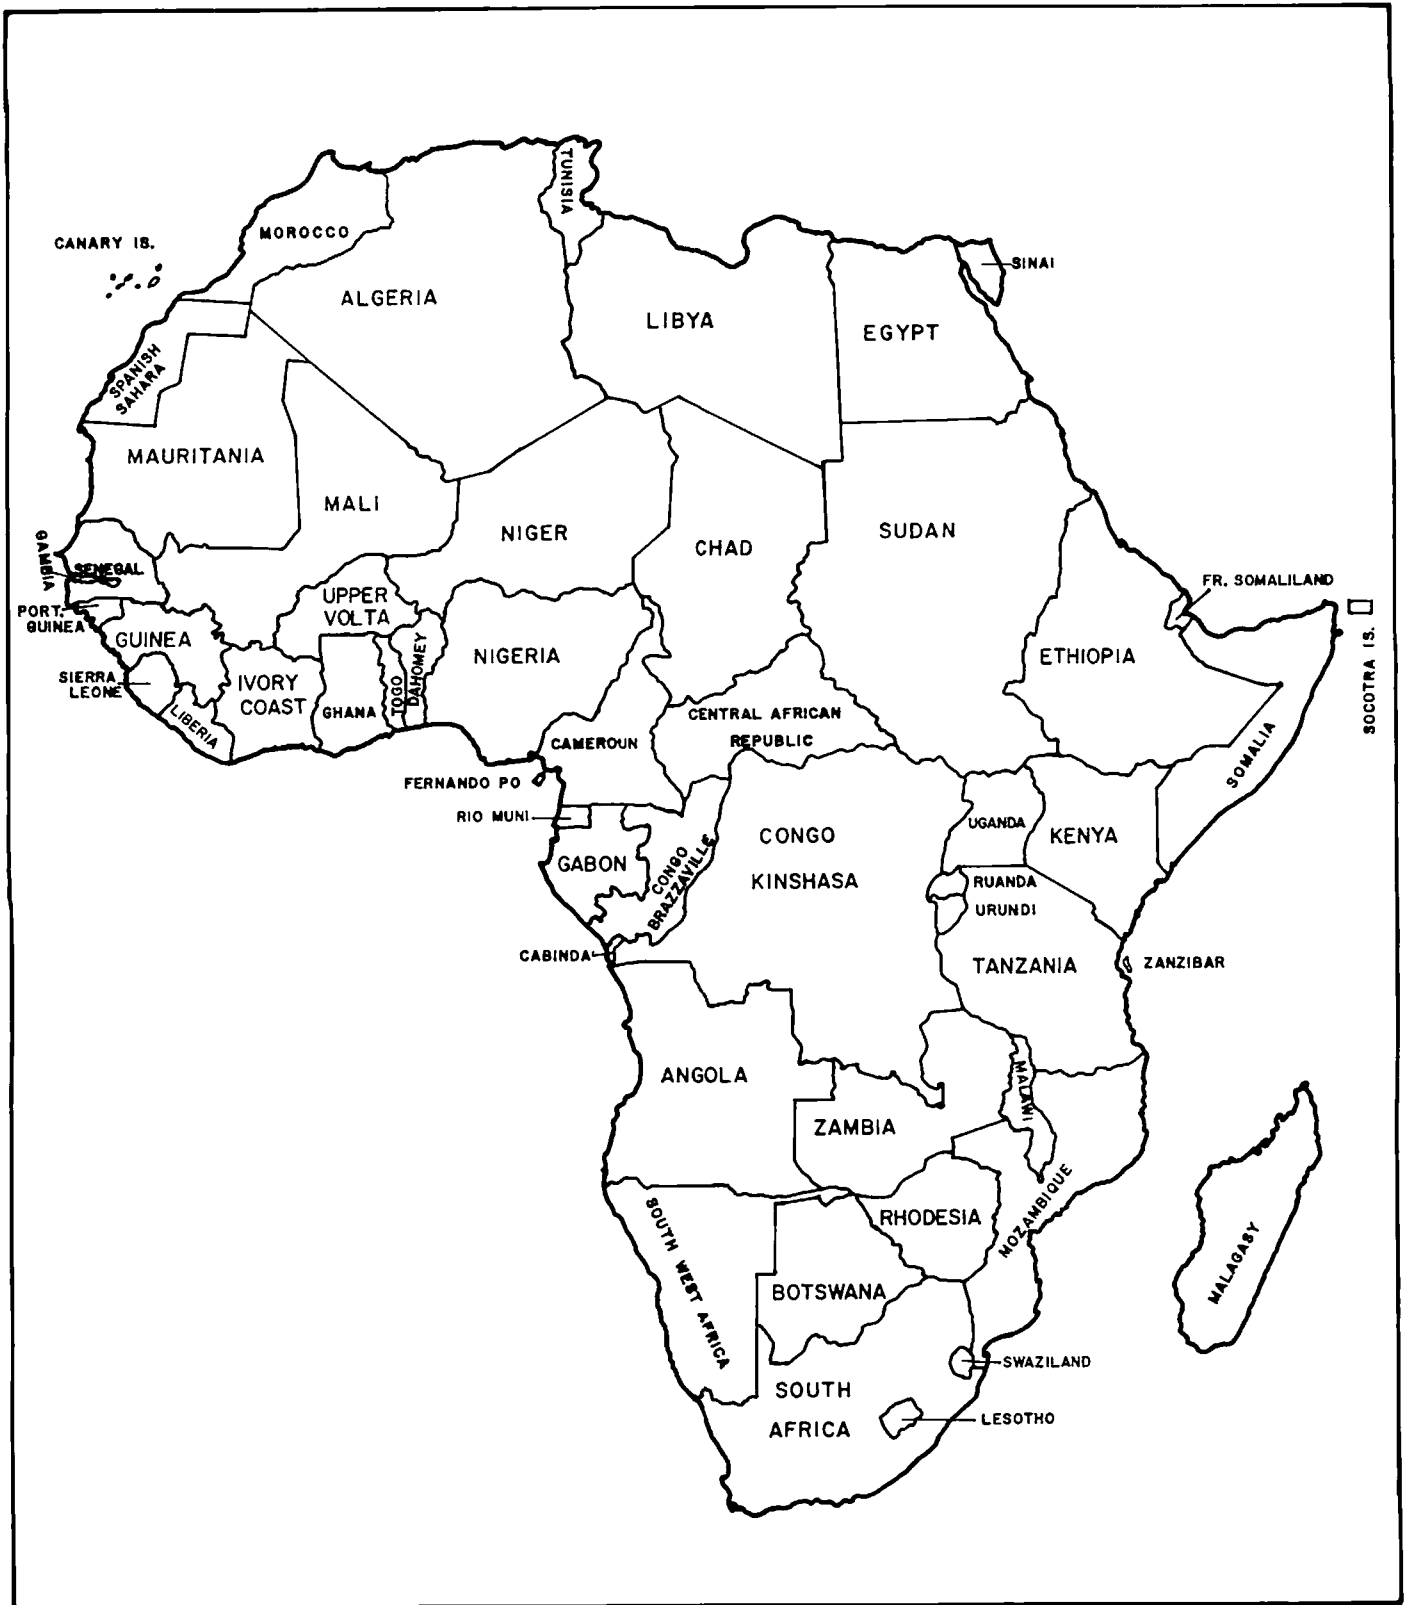 TUNISIA
MOROCCO
CANARY IS.
SINAI
ALGERIA
LIBYA
EGYPT
SPANISH
SAHARA
MAURITANIA
MALI
NIGER
CHAD
SUDAN
GAMBIA
SENEGAL
FR. SOMALILAND
UPPER
VOLTA
PORT.
GUINEA
GUINEA
SOCOTRA IS.
NIGERIA
ETHIOPIA
SIERRA
LEONE
IVORY
COAST
LIBERIA
GHANA
TOGO
DAHOMEY
CENTRAL AFRICAN
REPUBLIC
CAMEROUN
SOMALIA
FERNANDO PO
RIO MUNI
UGANDA
KENYA
CONGO
KINSHASA
GABON
CONGO
BRAZZAVILLE
RUANDA
URUNDI
CABINDA
TANZANIA
ZANZIBAR
ANGOLA
MALAWI
ZAMBIA
MOZAMBIQUE
RHODESIA
SOUTH WEST AFRICA
MALAGASY
BOTSWANA
SWAZILAND
SOUTH
AFRICA
LESOTHO